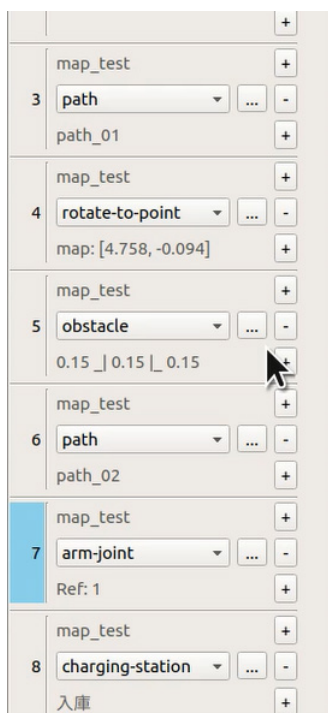 +
map_test +
3 path ... -
path_01 +
map_test +
4 rotate-to-point ... -
map: [4.758, -0.094] +
map_test +
5 obstacle ... -
0.15 _| 0.15 |_ 0.15 +
map_test +
6 path ... -
path_02 +
map_test +
7 arm-joint ... -
Ref: 1 +
map_test +
8 charging-station ... -
入庫 +